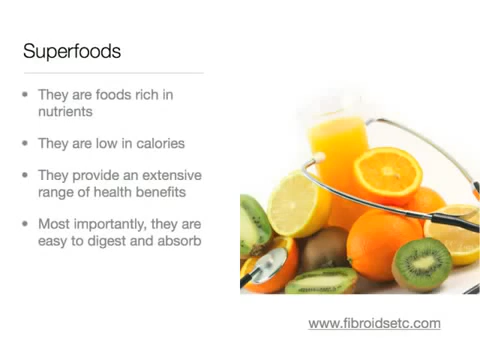 Superfoods
• They are foods rich in
nutrients
• They are low in calories
• They provide an extensive
range of health benefits
• Most importantly, they are
easy to digest and absorb
www.fibroidsetc.com